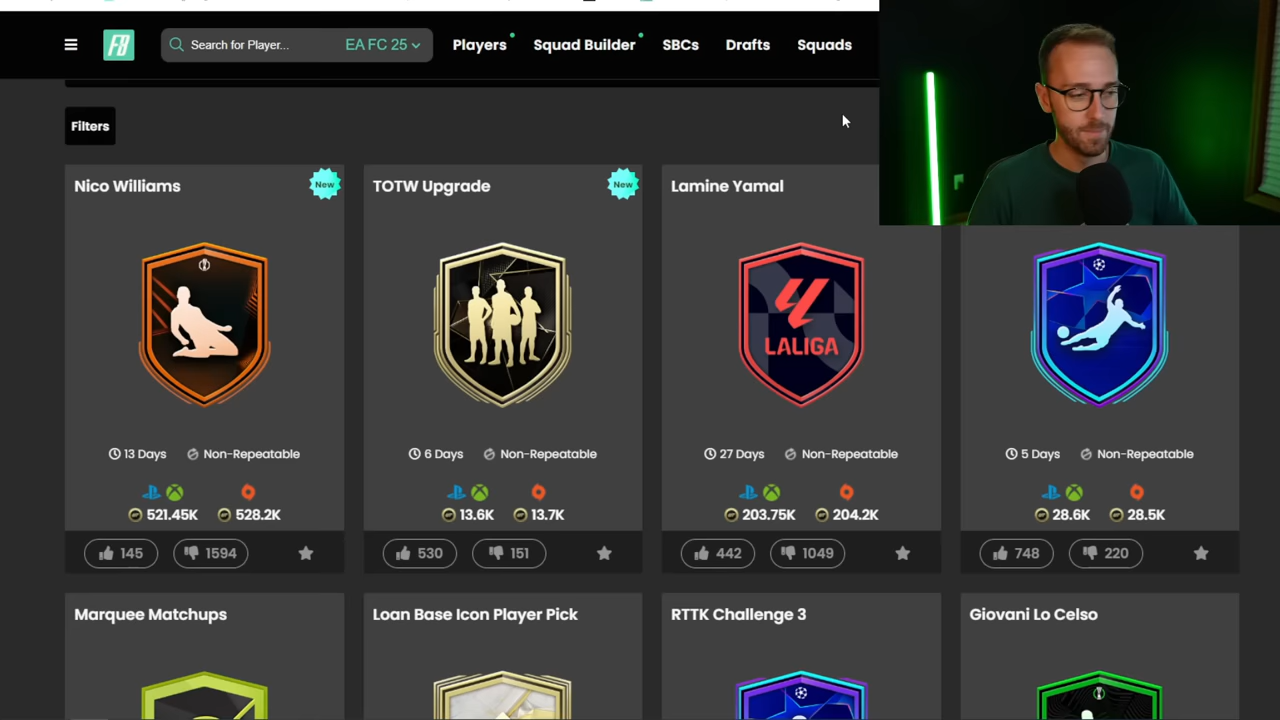 F8
Search for Player...
EA FC 25
Players
Squad Builder
SBCs
Drafts
Squads
Filters
Nico Williams
New
13 Days
Non-Repeatable
521.45K
528.2K
145
1594
TOTW Upgrade
New
6 Days
Non-Repeatable
13.6K
13.7K
530
151
Lamine Yamal
LALIGA
27 Days
Non-Repeatable
203.75K
204.2K
442
1049
5 Days
Non-Repeatable
28.6K
28.5K
748
220
Marquee Matchups
Loan Base Icon Player Pick
RTTK Challenge 3
Giovani Lo Celso